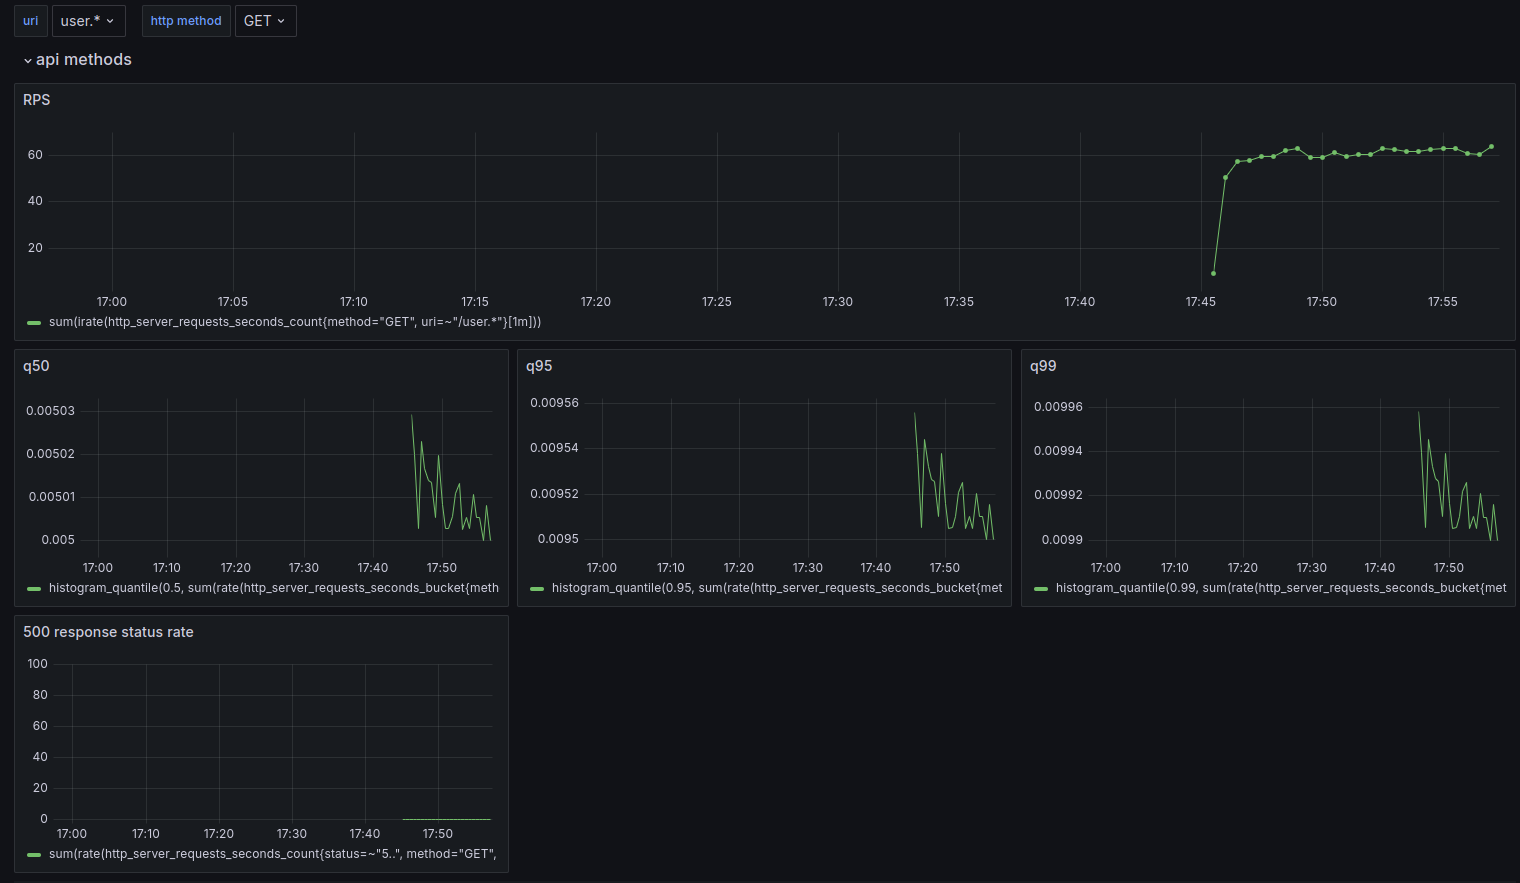 uri user.* http method GET
api methods
RPS
60
40
20
17:00 17:05 17:10 17:15 17:20 17:25 17:30 17:35 17:40 17:45 17:50 17:55
sum(irate(http_server_requests_seconds_count{method="GET", uri=~"/user.*"}[1m]))
q50
0.00503
0.00502
0.00501
0.005
17:00 17:10 17:20 17:30 17:40 17:50
histogram_quantile(0.5, sum(rate(http_server_requests_seconds_bucket{meth
q95
0.00956
0.00954
0.00952
0.0095
17:00 17:10 17:20 17:30 17:40 17:50
histogram_quantile(0.95, sum(rate(http_server_requests_seconds_bucket{met
q99
0.00996
0.00994
0.00992
0.0099
17:00 17:10 17:20 17:30 17:40 17:50
histogram_quantile(0.99, sum(rate(http_server_requests_seconds_bucket{met
500 response status rate
100
80
60
40
20
0
17:00 17:10 17:20 17:30 17:40 17:50
sum(rate(http_server_requests_seconds_count{status=~"5..", method="GET",